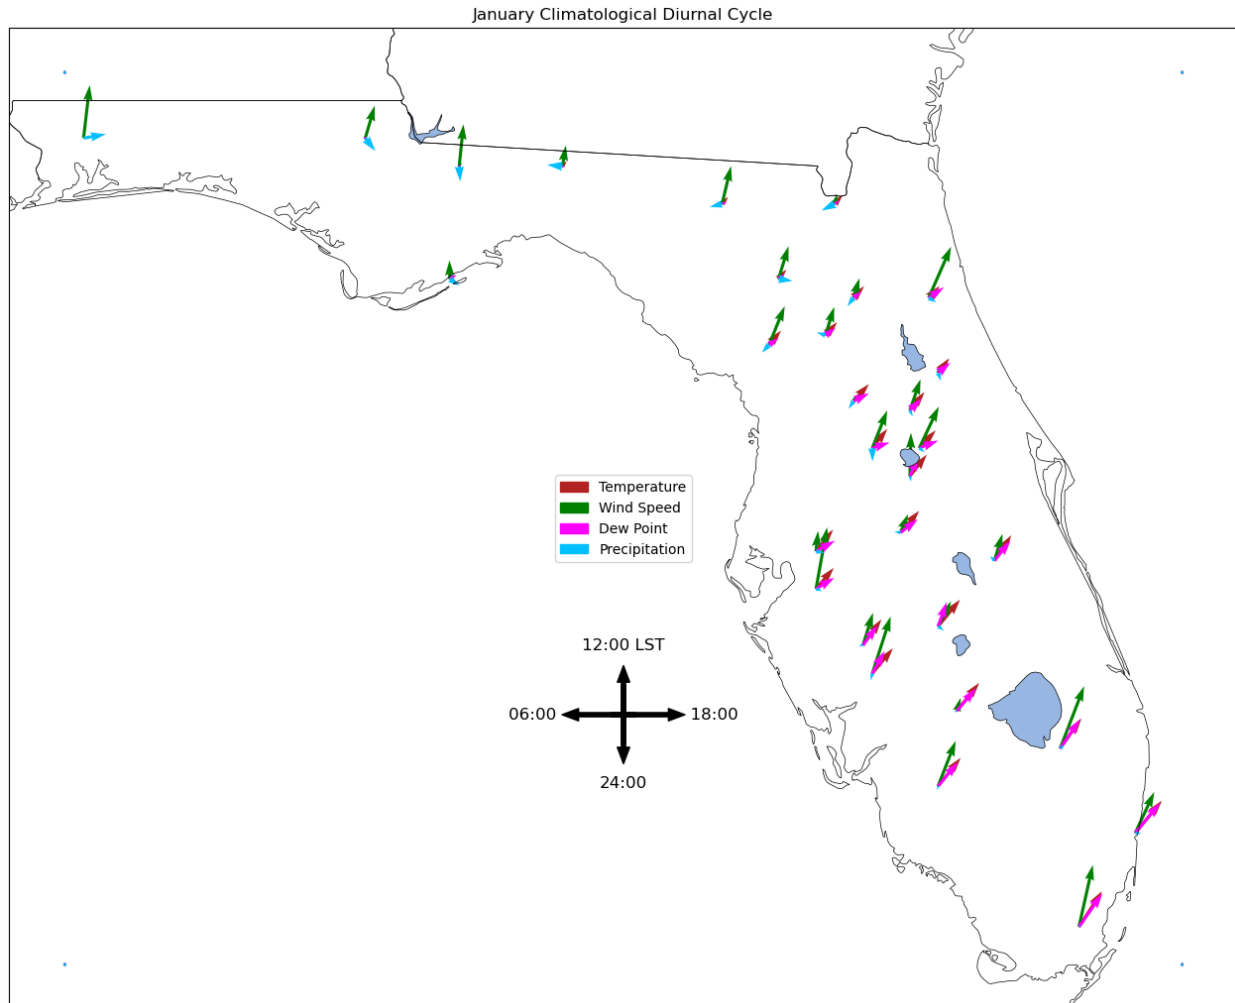 January Climatological Diurnal Cycle
Temperature
Wind Speed
Dew Point
Precipitation
12:00 LST
06:00
18:00
24:00